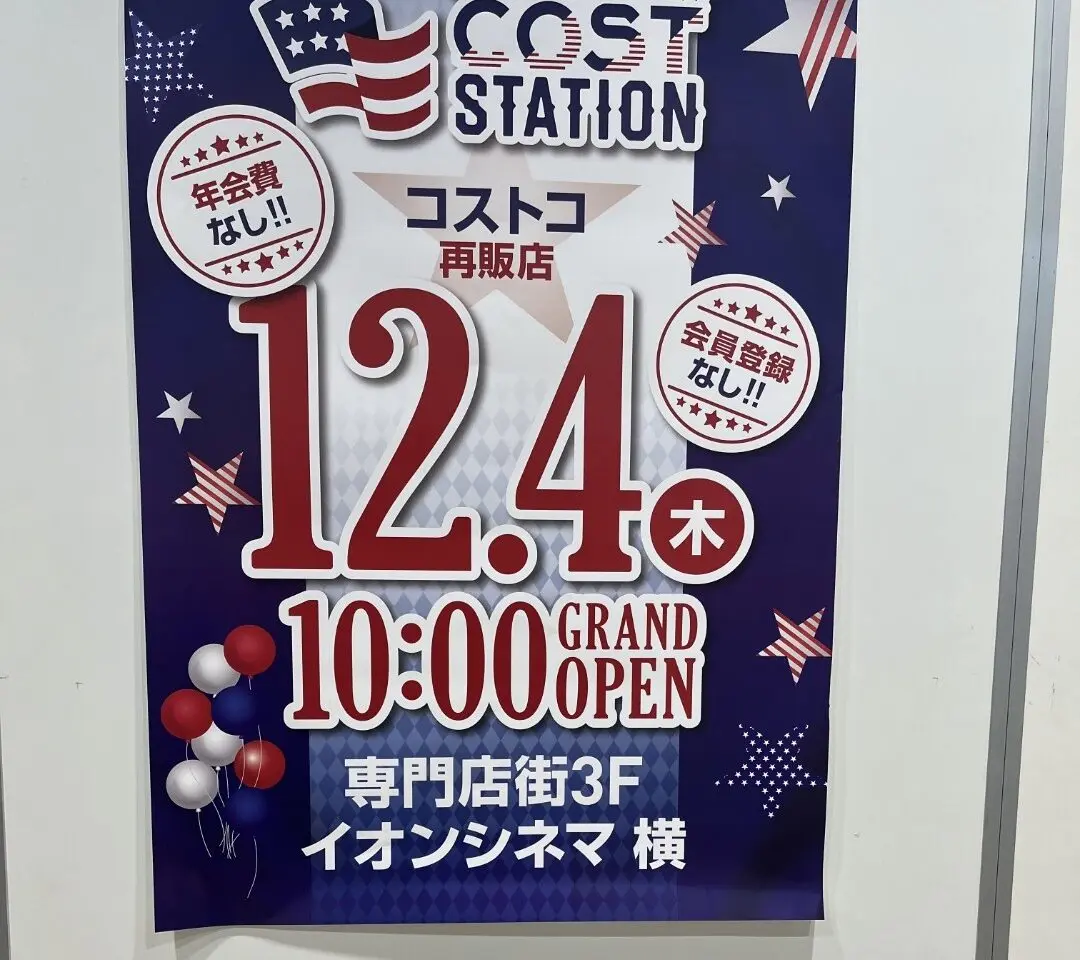 COST
STATION
年会費
なし!!
コストコ
再販店
会員登録
なし!!
12.4 木
10:00 GRAND
OPEN
専門店街3F
イオンシネマ 横